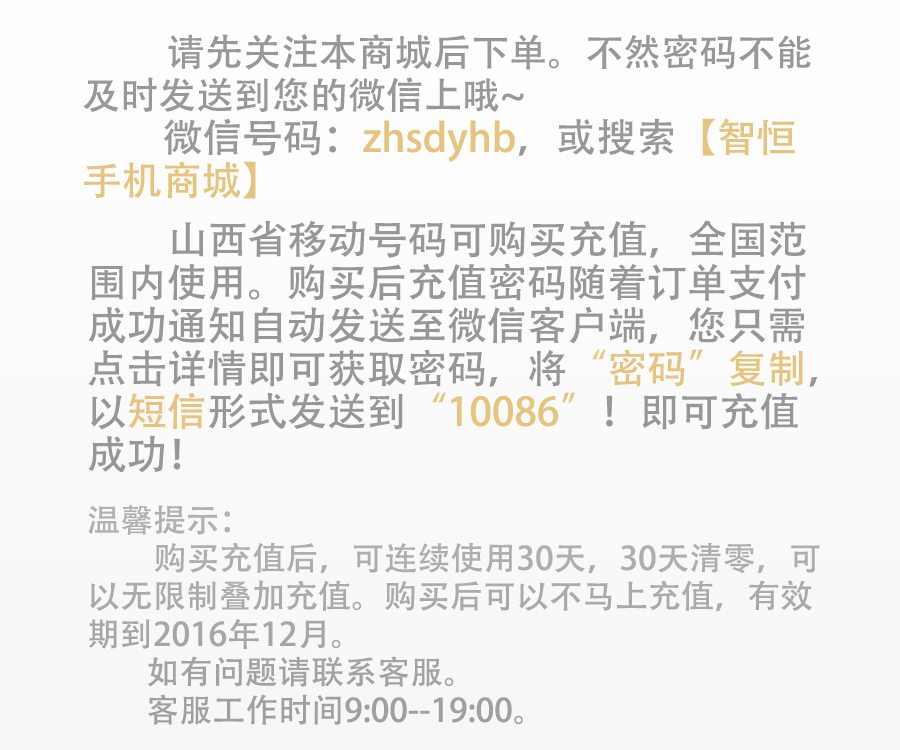 请先关注本商城后下单。不然密码不能
及时发送到您的微信上哦~
微信号码：zhsdyhb，或搜索【智恒
手机商城】
山西省移动号码可购买充值，全国范
围内使用。购买后充值密码随着订单支付
成功通知自动发送至微信客户端，您只需
点击详情即可获取密码，将“密码”复制，
以短信形式发送到“10086”！即可充值
成功！
温馨提示：
购买充值后，可连续使用30天，30天清零，可
以无限制叠加充值。购买后可以不马上充值，有效
期到2016年12月。
如有问题请联系客服。
客服工作时间9:00--19:00。